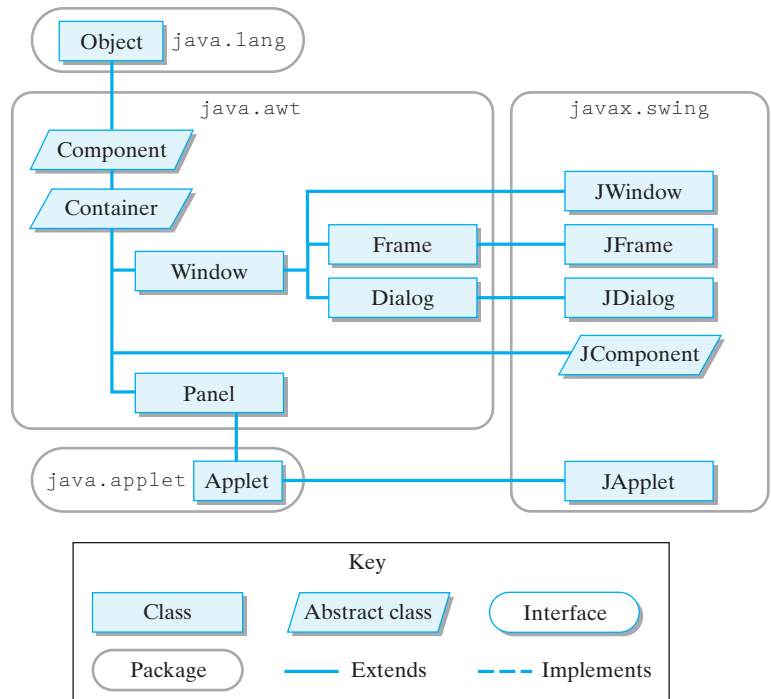 Object
java.lang
java.awt
javax.swing
Component
Container
JWindow
Window
Frame
JFrame
Dialog
JDialog
JComponent
Panel
java.applet
Applet
JApplet
Key
Class
Abstract class
Interface
Package
Extends
Implements